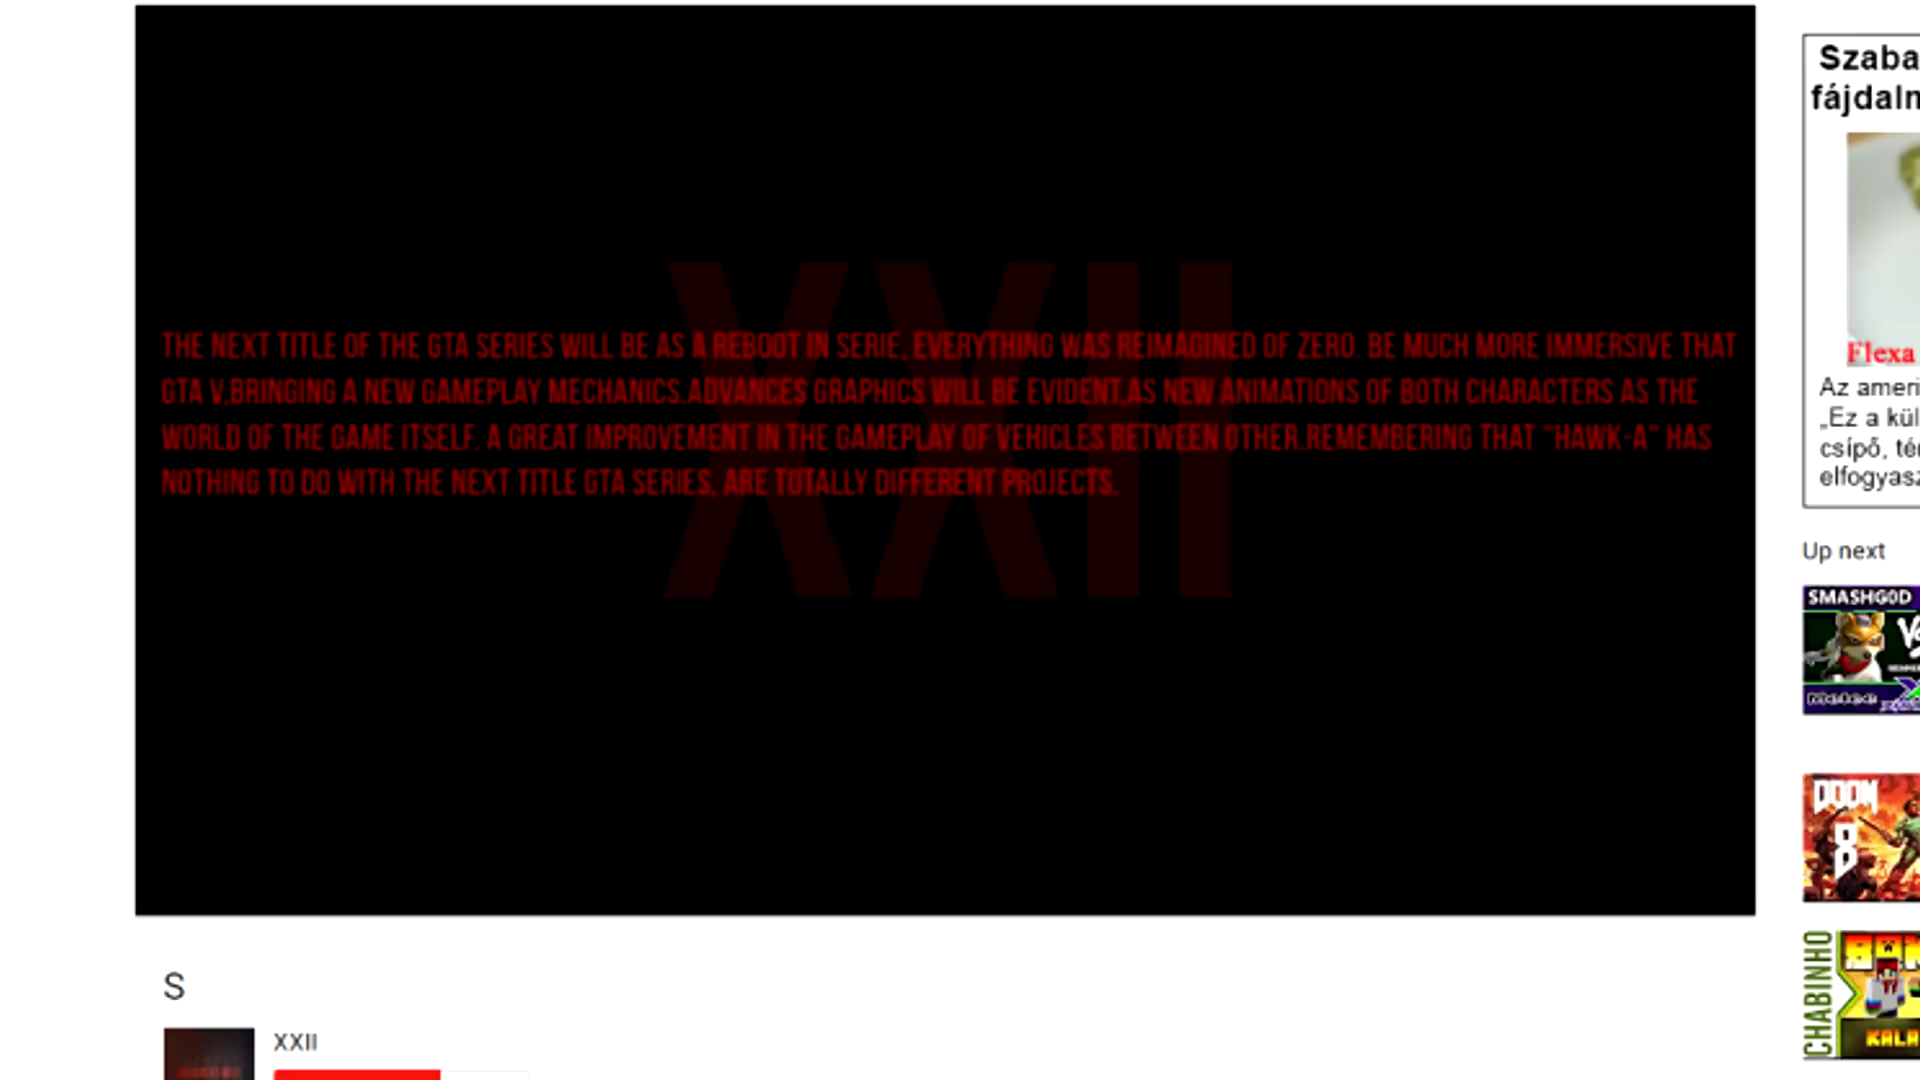 XXII
THE NEXT TITLE OF THE GTA SERIES WILL BE AS A REBOOT IN SERIE. EVERYTHING WAS REIMAGINED OF ZERO. BE MUCH MORE IMMERSIVE THAT
GTA V,BRINGING A NEW GAMEPLAY MECHANICS.ADVANCES GRAPHICS WILL BE EVIDENT,AS NEW ANIMATIONS OF BOTH CHARACTERS AS THE
WORLD OF THE GAME ITSELF. A GREAT IMPROVEMENT IN THE GAMEPLAY OF VEHICLES BETWEEN OTHER.REMEMBERING THAT "HAWK-A" HAS
NOTHING TO DO WITH THE NEXT TITLE GTA SERIES, ARE TOTALLY DIFFERENT PROJECTS.
S
XXII
Szaba
fájdalm
Flexa
Az ameri
„Ez a kül
csípő, té
elfogyasz
Up next
SMASHG0D
DOOM
CHABINHO